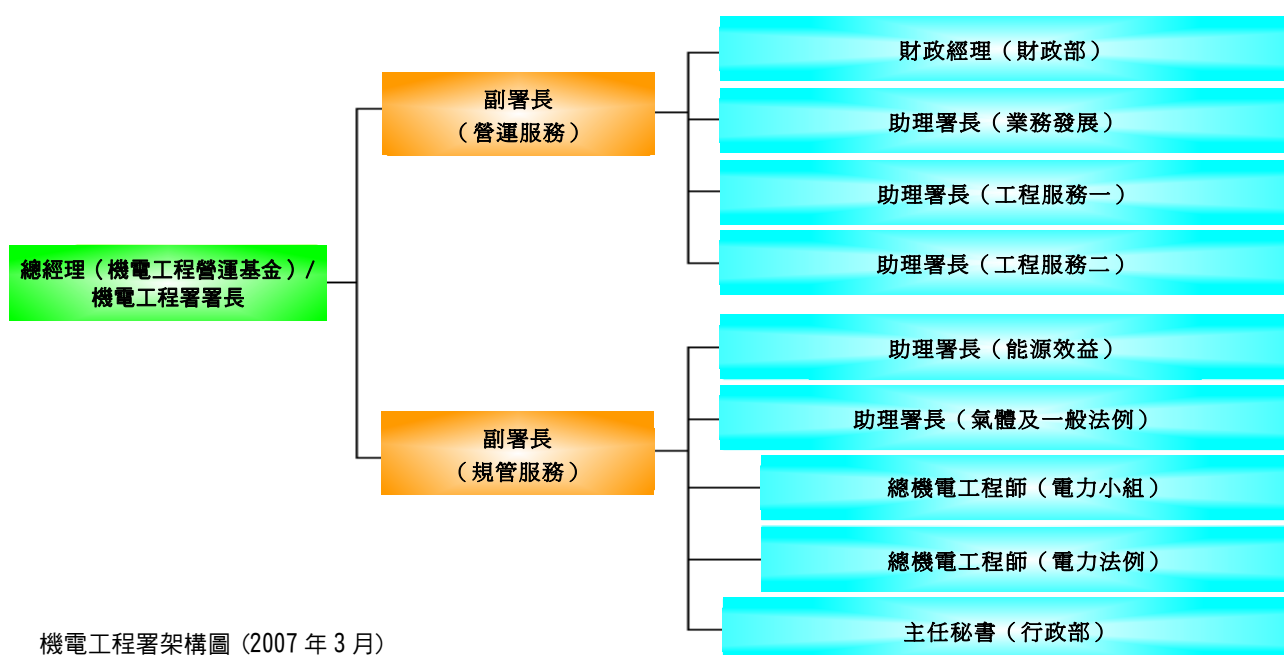 總經理（機電工程營運基金）/
機電工程署署長
副署長
（營運服務）
財政經理（財政部）
助理署長（業務發展）
助理署長（工程服務一）
助理署長（工程服務二）
副署長
（規管服務）
助理署長（能源效益）
助理署長（氣體及一般法例）
總機電工程師（電力小組）
總機電工程師（電力法例）
主任秘書（行政部）
機電工程署架構圖 (2007 年 3 月)